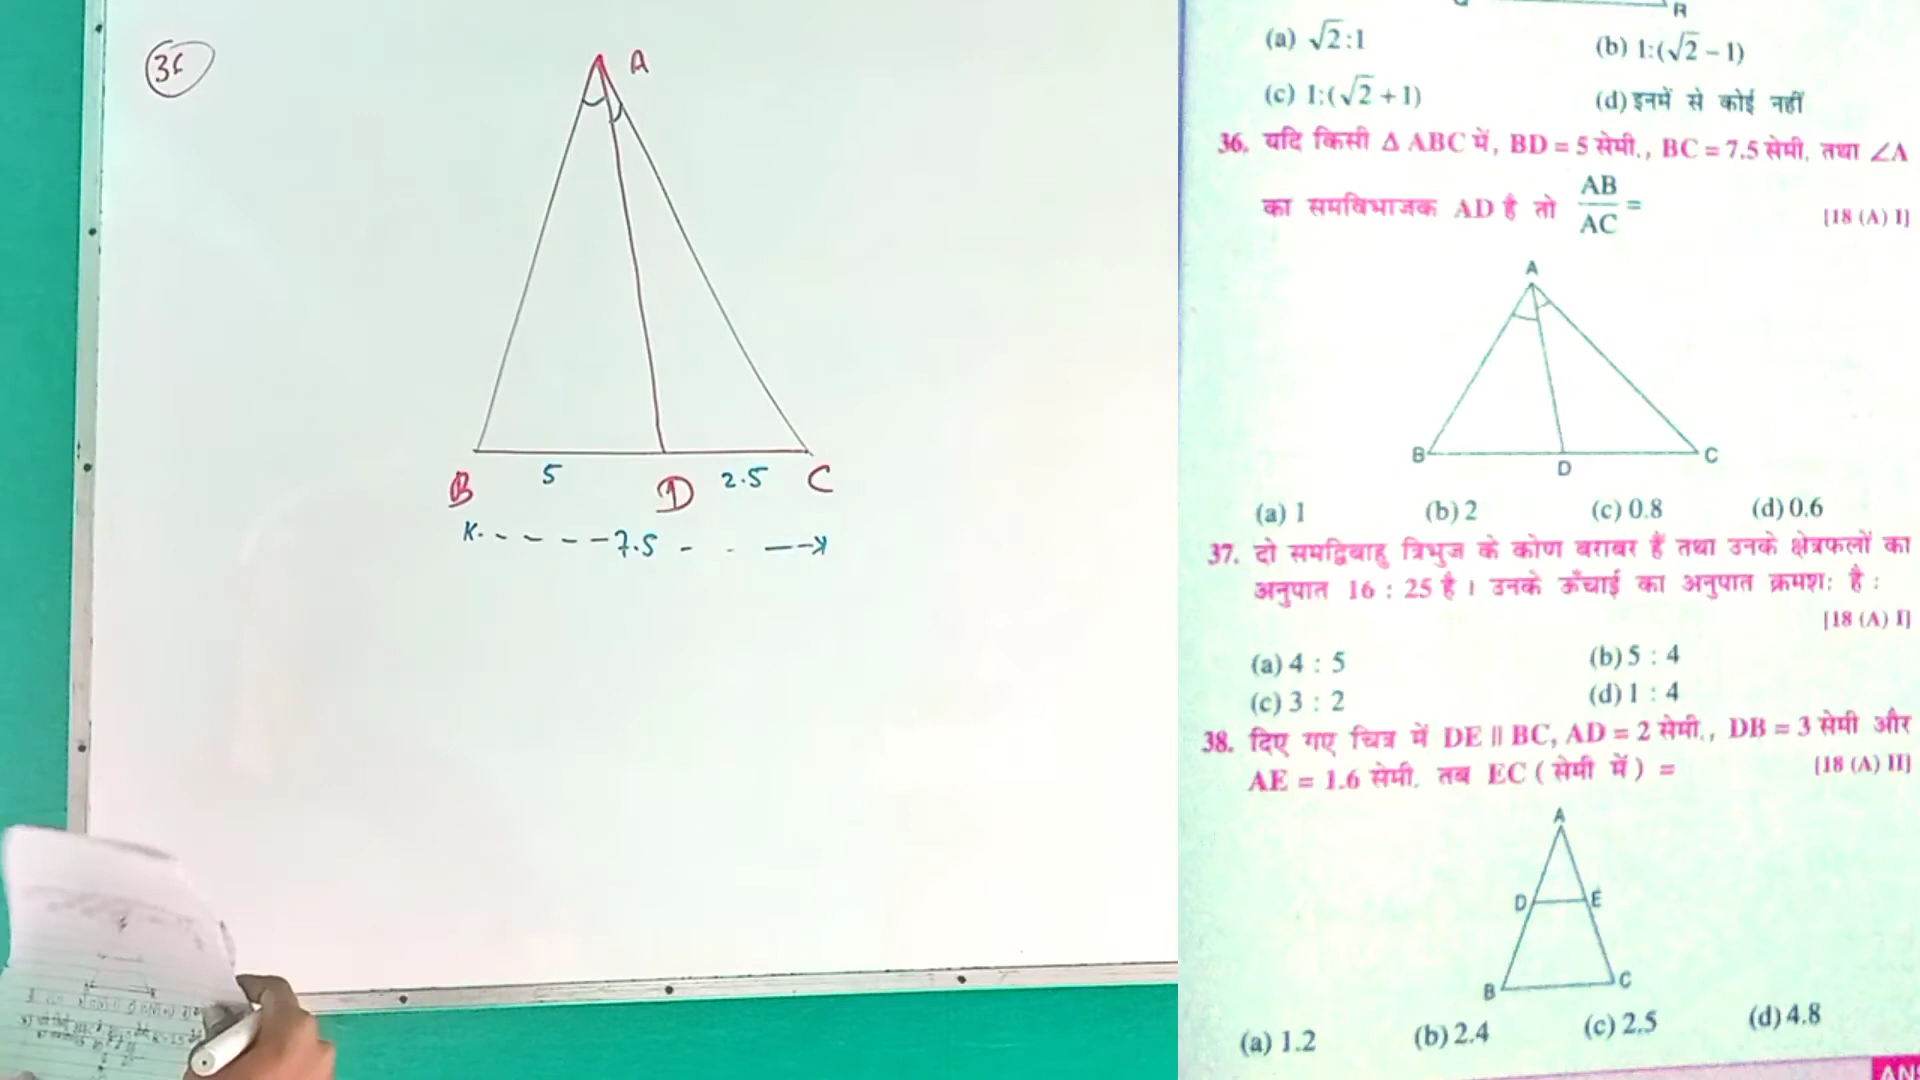 36
A
B
5
D
2.5
C
7.5
R
(a) √2:1
(b) 1:(√2 – 1)
(c) 1:(√2 + 1)
(d) इनमें से कोई नहीं
36. यदि किसी Δ ABC में, BD = 5 सेमी., BC = 7.5 सेमी. तथा ∠A
का समविभाजक AD है तो AB/AC =
[18 (A) I]
A
B
D
C
(a) 1
(b) 2
(c) 0.8
(d) 0.6
37. दो समद्विबाहु त्रिभुज के कोण बराबर हैं तथा उनके क्षेत्रफलों का
अनुपात 16 : 25 है । उनके ऊँचाई का अनुपात क्रमश: है :
[18 (A) I]
(a) 4 : 5
(b) 5 : 4
(c) 3 : 2
(d) 1 : 4
38. दिए गए चित्र में DE || BC, AD = 2 सेमी., DB = 3 सेमी और
AE = 1.6 सेमी. तब EC ( सेमी में ) =
[18 (A) II]
A
D
E
B
C
(a) 1.2
(b) 2.4
(c) 2.5
(d) 4.8